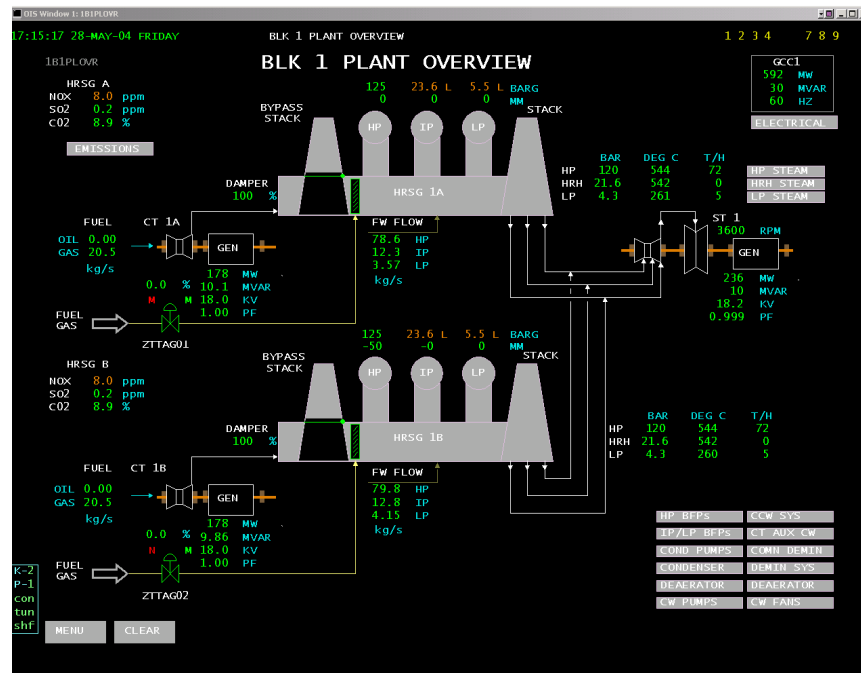 OIS Window 1: 1B1PLOVR
17:15:17 28-MAY-04 FRIDAY BLK 1 PLANT OVERVIEW 1 2 3 4 7 8 9
1B1PLOVR
BLK 1 PLANT OVERVIEW
GCC1
592 MW
30 MVAR
60 HZ
ELECTRICAL
HRSG A
NOX 8.0 ppm
SO2 0.2 ppm
CO2 8.9 %
EMISSIONS
BYPASS
STACK
125 23.6 L 5.5 L BARG
0 0 0 MM
STACK
HP IP LP
DAMPER
100 %
HRSG 1A
BAR DEG C T/H
HP 120 544 72 HP STEAM
HRH 21.6 542 0 HRH STEAM
LP 4.3 261 5 LP STEAM
FUEL CT 1A
OIL 0.00
GAS 20.5
kg/s
GEN
FW FLOW
78.6 HP
12.3 IP
3.57 LP
kg/s
ST 1
3600 RPM
GEN
236 MW
10 MVAR
18.2 KV
0.999 PF
178 MW
0.0 % 10.1 MVAR
M M 18.0 KV
1.00 PF
FUEL
GAS
ZTTAG01
BYPASS
STACK
125 23.6 L 5.5 L BARG
-50 -0 0 MM
STACK
HP IP LP
HRSG B
NOX 8.0 ppm
SO2 0.2 ppm
CO2 8.9 %
DAMPER
100 %
HRSG 1B
BAR DEG C T/H
HP 120 544 72
HRH 21.6 542 0
LP 4.3 260 5
FUEL CT 1B
OIL 0.00
GAS 20.5
kg/s
GEN
FW FLOW
79.8 HP
12.8 IP
4.15 LP
kg/s
178 MW
0.0 % 9.86 MVAR
M M 18.0 KV
1.00 PF
FUEL
GAS
ZTTAG02
HP BFPs CCW SYS
IP/LP BFPs CT AUX CW
COND PUMPS COMN DEMIN
CONDENSER DEMIN SYS
DEAERATOR DEAERATOR
CW PUMPS CW FANS
K-2
P-1
con
tun
shf
MENU CLEAR